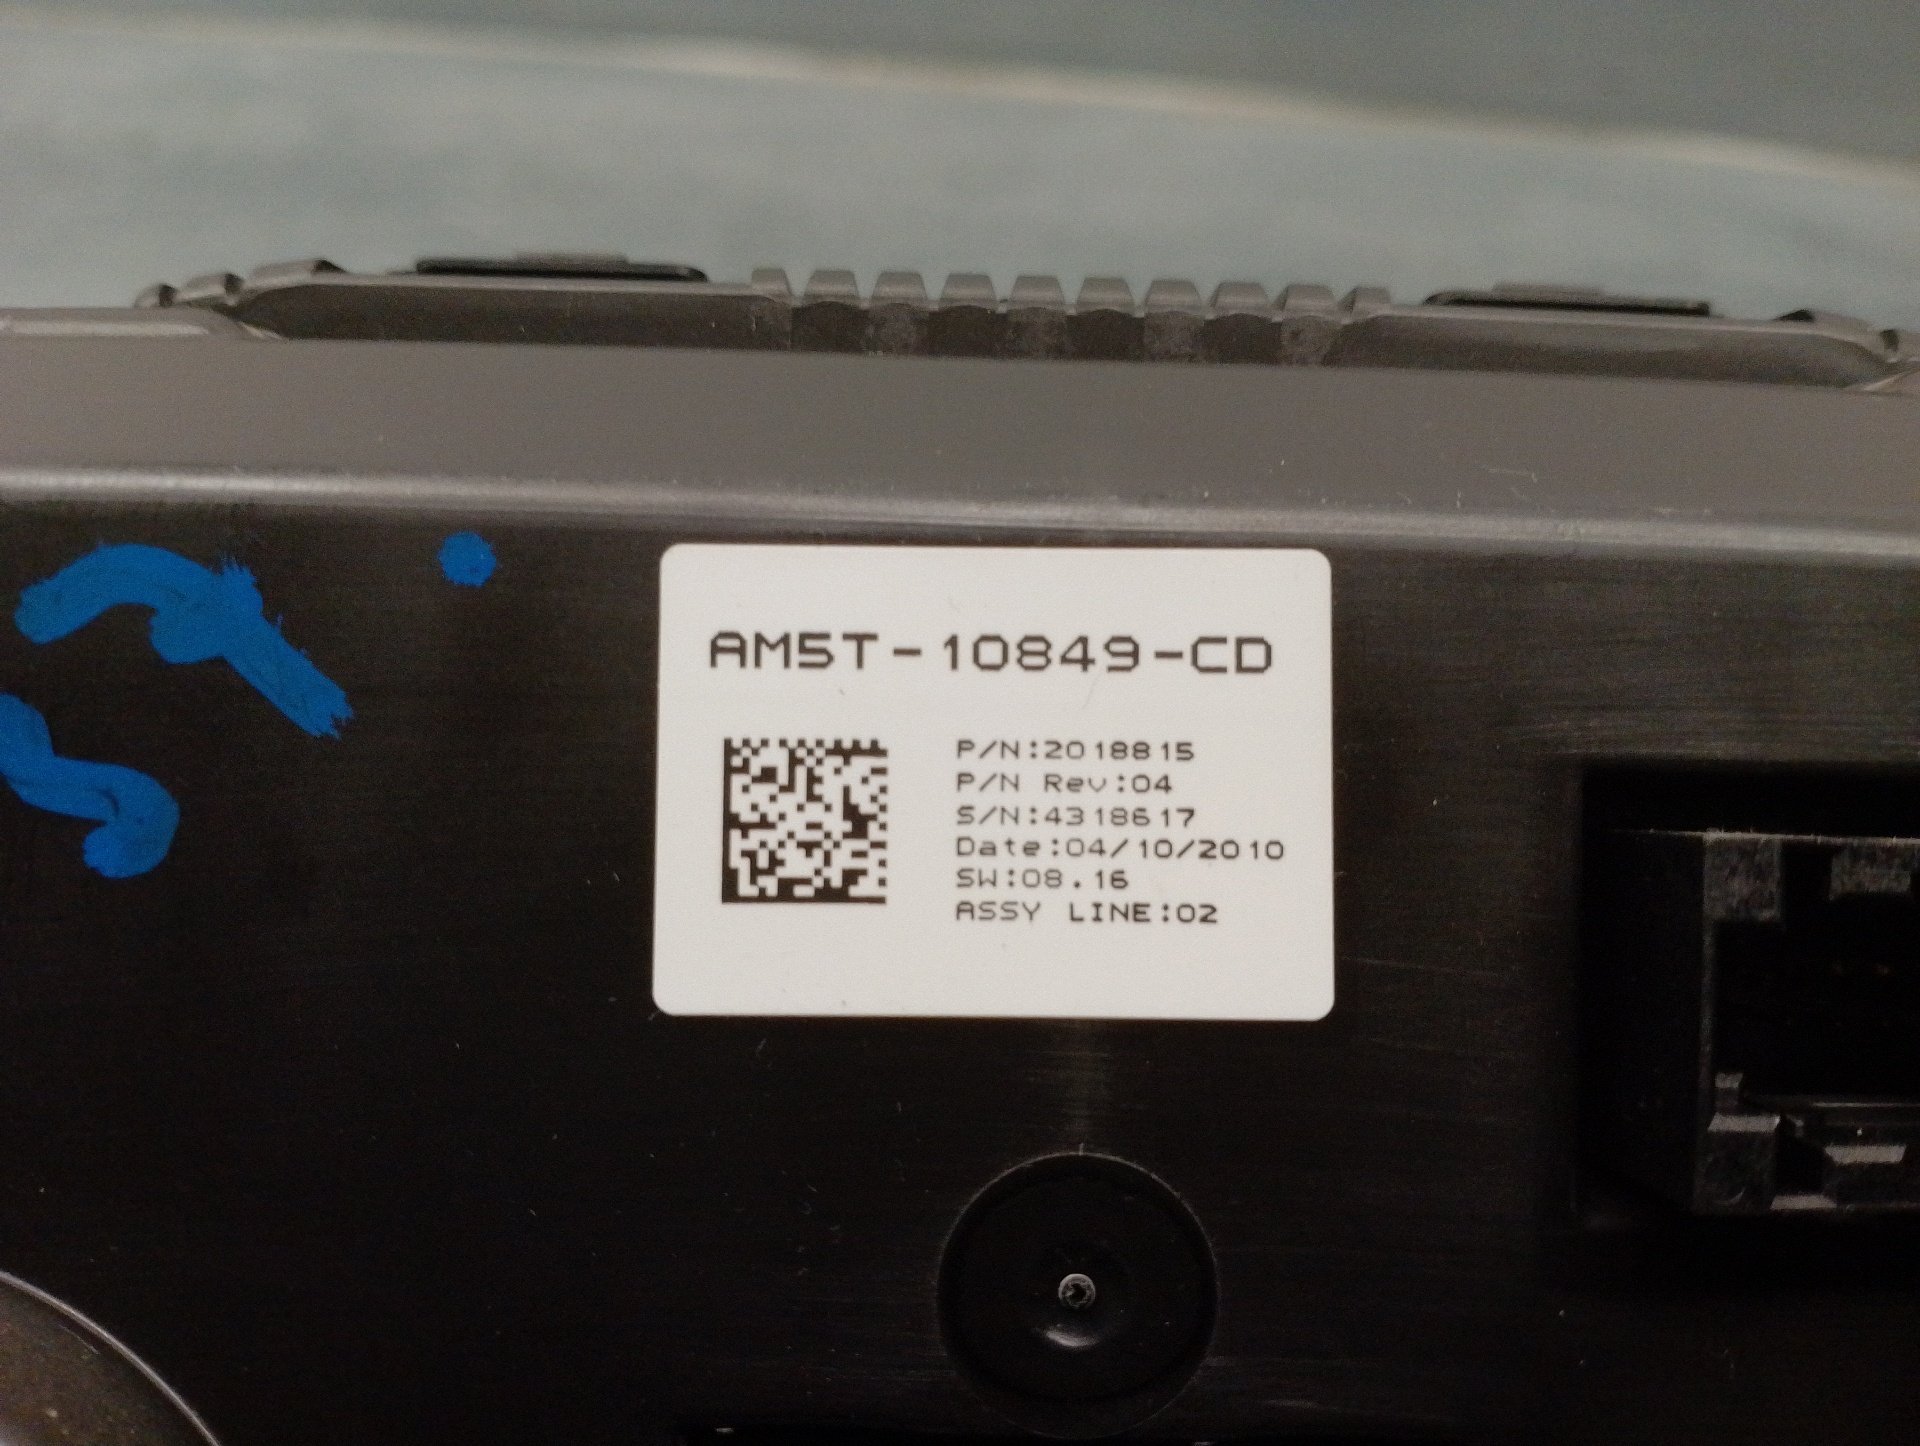 AM5T-10849-CD
P/N:2018815
P/N Rev:04
S/N:4318617
Date:04/10/2010
SW:08.16
ASSY LINE:02